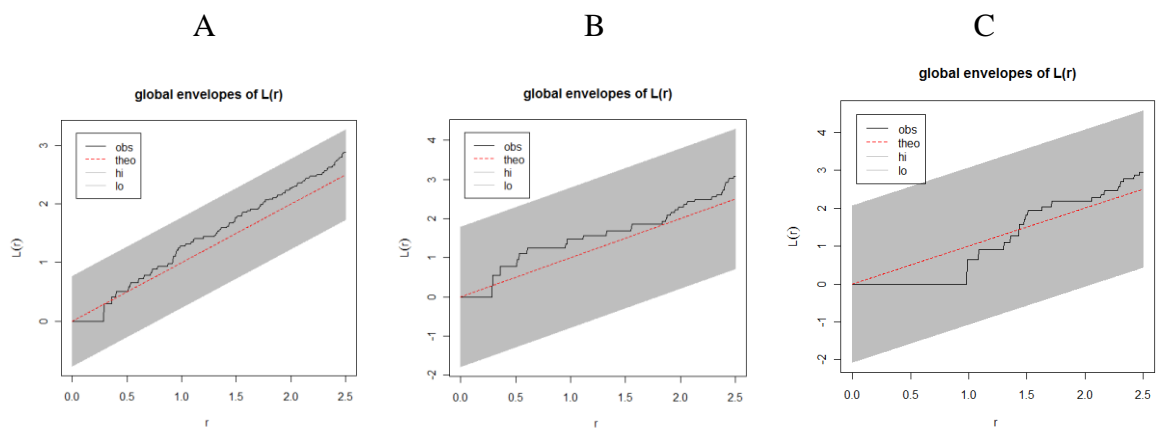 A
B
C
global envelopes of L(r)
obs
theo
hi
lo
L(r)
0 1 2 3
0.0 0.5 1.0 1.5 2.0 2.5
r
global envelopes of L(r)
obs
theo
hi
lo
L(r)
-2 -1 0 1 2 3 4
0.0 0.5 1.0 1.5 2.0 2.5
r
global envelopes of L(r)
obs
theo
hi
lo
L(r)
-2 -1 0 1 2 3 4
0.0 0.5 1.0 1.5 2.0 2.5
r